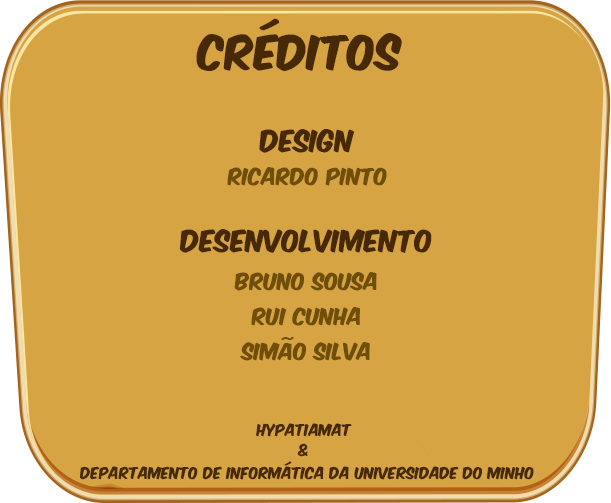 CRÉDITOS
DESIGN
RICARDO PINTO
DESENVOLVIMENTO
BRUNO SOUSA
RUI CUNHA
SIMÃO SILVA
HYPATIAMAT
&
DEPARTAMENTO DE INFORMÁTICA DA UNIVERSIDADE DO MINHO